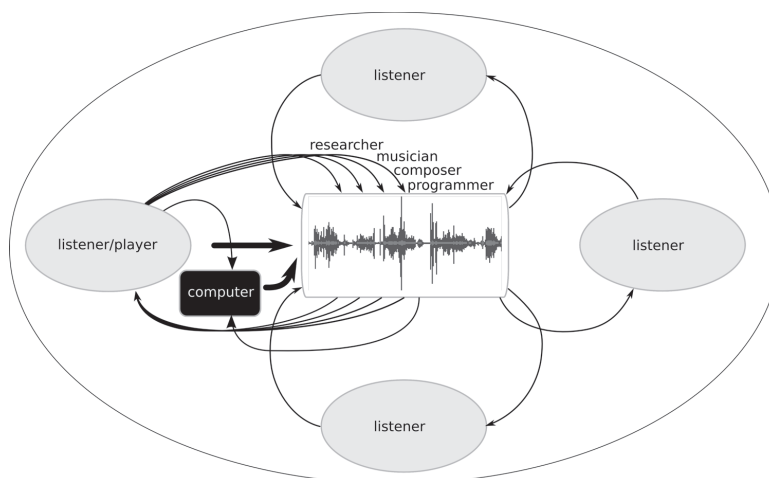 listener
researcher
musician
composer
programmer
listener/player
listener
computer
listener